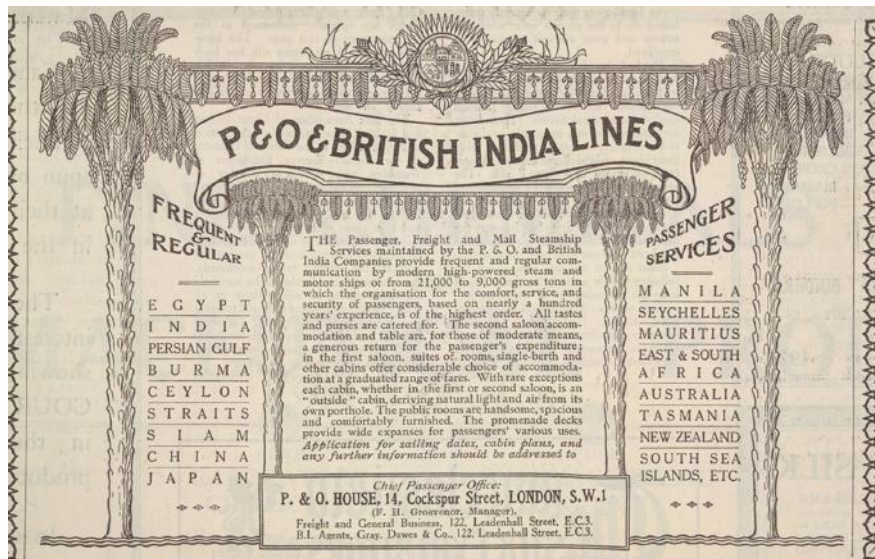 P & O & BRITISH INDIA LINES
FREQUENT
&
REGULAR
EGYPT
INDIA
PERSIAN GULF
BURMA
CEYLON
STRAITS
SIAM
CHINA
JAPAN
THE Passenger, Freight and Mail Steamship
Services maintained by the P. & O. and British
India Companies provide frequent and regular com-
munication by modern high-powered steam and
motor ships of from 21,000 to 9,000 gross tons in
which the organisation for the comfort, service, and
security of passengers, based on nearly a hundred
years' experience, is of the highest order. All tastes
and purses are catered for. The second saloon accom-
modation and table are, for those of moderate means,
a generous return for the passenger's expenditure;
in the first saloon, suites of rooms, single-berth and
other cabins offer considerable choice of accommoda-
tion at a graduated range of fares. With rare exceptions
each cabin, whether in the first or second saloon, is an
"outside" cabin, deriving natural light and air from its
own porthole. The public rooms are handsome, spacious
and comfortably furnished. The promenade decks
provide wide expanses for passengers' various uses.
Application for sailing dates, cabin plans, and
any further information should be addressed to
PASSENGER
SERVICES
MANILA
SEYCHELLES
MAURITIUS
EAST & SOUTH
AFRICA
AUSTRALIA
TASMANIA
NEW ZEALAND
SOUTH SEA
ISLANDS, ETC.
Chief Passenger Office:
P. & O. HOUSE, 14, Cockspur Street, LONDON, S.W.1
(F. H. Grosvenor, Manager).
Freight and General Business, 122, Leadenhall Street, E.C.3.
B.I. Agents, Gray, Dawes & Co., 122, Leadenhall Street, E.C.3.